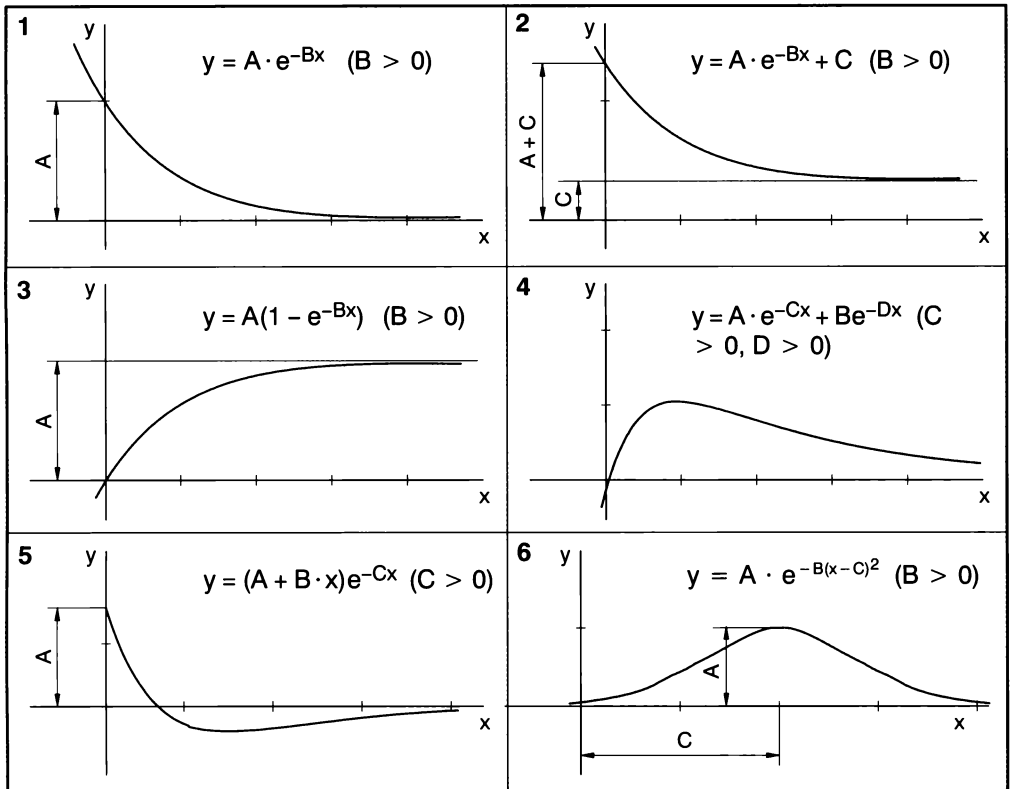 1
y
y = A · e^–Bx (B > 0)
A
x
2
y
y = A · e^–Bx + C (B > 0)
A + C
C
x
3
y
y = A(1 – e^–Bx) (B > 0)
A
x
4
y
y = A · e^–Cx + Be^–Dx (C
> 0, D > 0)
x
5
y
y = (A + B · x)e^–Cx (C > 0)
A
x
6
y
y = A · e^–B(x–C)² (B > 0)
A
x
C